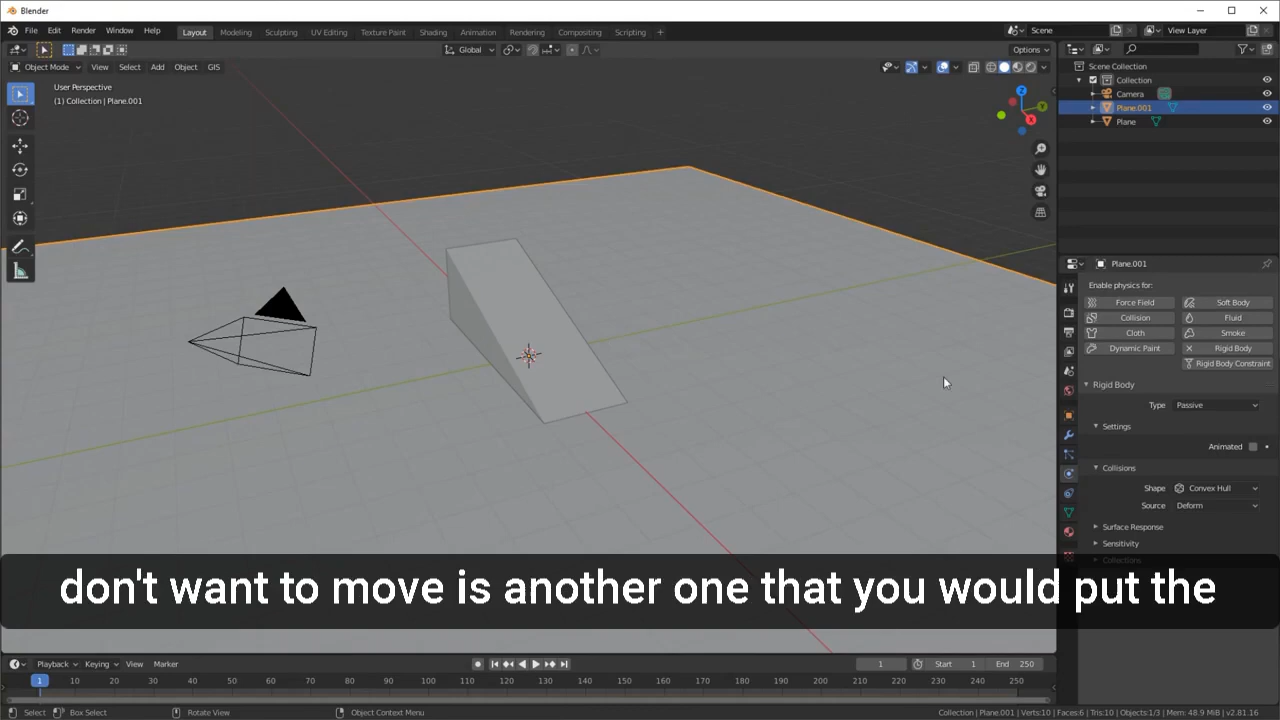 Blender
File Edit Render Window Help
Layout Modeling Sculpting UV Editing Texture Paint Shading Animation Rendering Compositing Scripting +
Scene View Layer
Global Options
Object Mode View Select Add Object GIS
User Perspective
(1) Collection | Plane.001
Z
Y
X
Scene Collection
Collection
Camera
Plane.001
Plane
Plane.001
Enable physics for:
Force Field Soft Body
Collision Fluid
Cloth Smoke
Dynamic Paint Rigid Body
Rigid Body Constraint
Rigid Body
Type Passive
Settings
Animated
Collisions
Shape Convex Hull
Source Deform
Surface Response
Sensitivity
Collections
don't want to move is another one that you would put the
Playback Keying View Marker 1 Start 1 End 250
1 10 20 30 40 50 60 70 80 90 100 110 120 130 140 150 160 170 180 190 200 210 220 230 240 250
Select Box Select Rotate View Object Context Menu Collection | Plane.001 | Verts:10 | Faces:6 | Tris:10 | Objects:1/3 | Mem: 48.9 MiB | v2.81.16